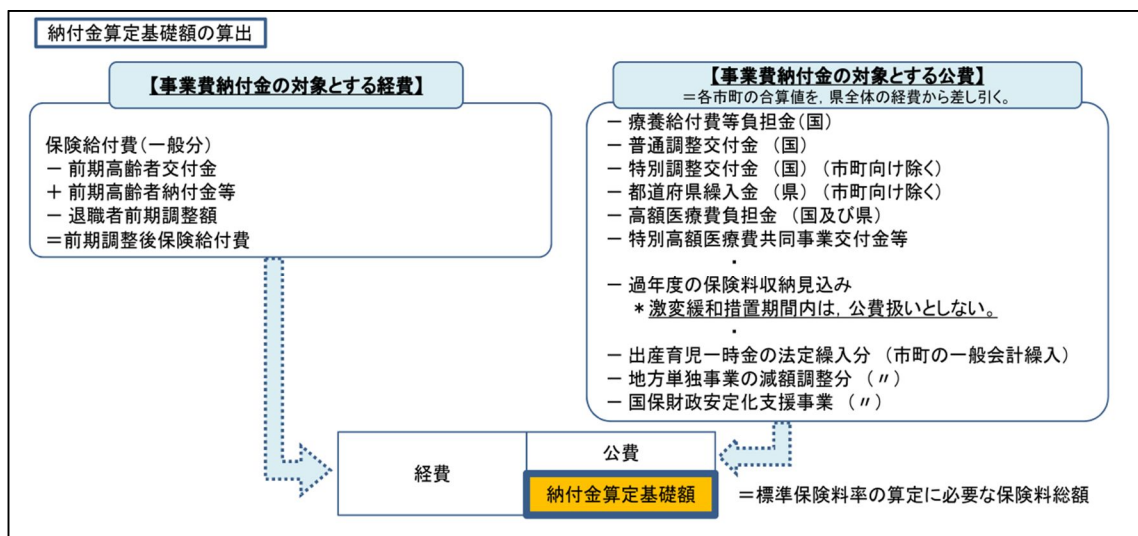 納付金算定基礎額の算出
【事業費納付金の対象とする経費】
保険給付費(一般分)
－ 前期高齢者交付金
＋ 前期高齢者納付金等
－ 退職者前期調整額
＝前期調整後保険給付費
【事業費納付金の対象とする公費】
＝各市町の合算値を，県全体の経費から差し引く。
－ 療養給付費等負担金(国)
－ 普通調整交付金 (国)
－ 特別調整交付金 (国) (市町向け除く)
－ 都道府県繰入金 (県) (市町向け除く)
－ 高額医療費負担金 (国及び県)
－ 特別高額医療費共同事業交付金等
・
－ 過年度の保険料収納見込み
＊激変緩和措置期間内は，公費扱いとしない。
・
－ 出産育児一時金の法定繰入分 (市町の一般会計繰入)
－ 地方単独事業の減額調整分 (〃)
－ 国保財政安定化支援事業 (〃)
経費
公費
納付金算定基礎額
＝標準保険料率の算定に必要な保険料総額